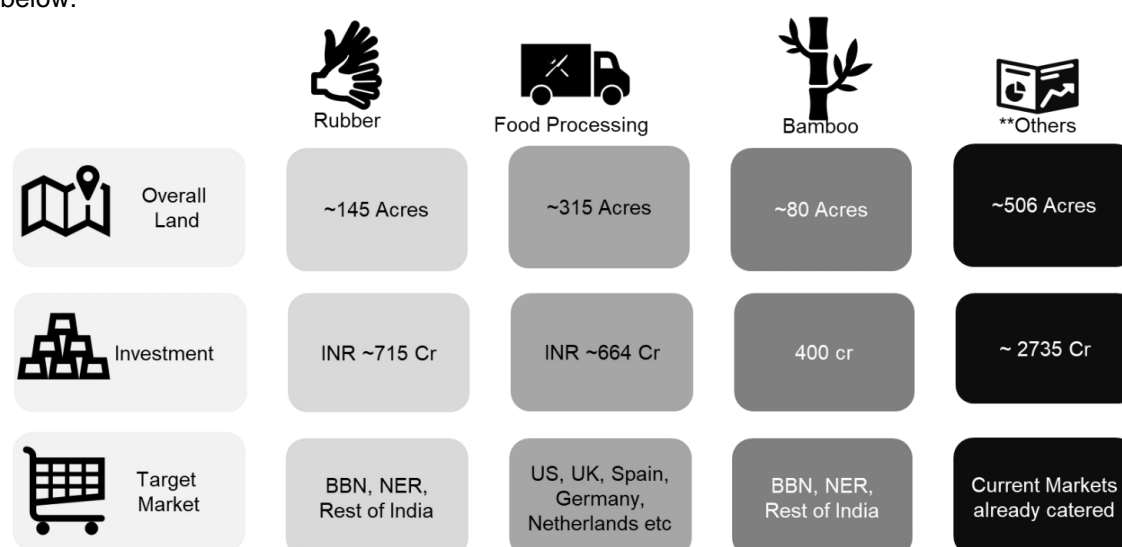 below:
Rubber
Food Processing
Bamboo
**Others
Overall
Land
~145 Acres
~315 Acres
~80 Acres
~506 Acres
Investment
INR ~715 Cr
INR ~664 Cr
400 cr
~ 2735 Cr
Target
Market
BBN, NER,
Rest of India
US, UK, Spain,
Germany,
Netherlands etc
BBN, NER,
Rest of India
Current Markets
already catered